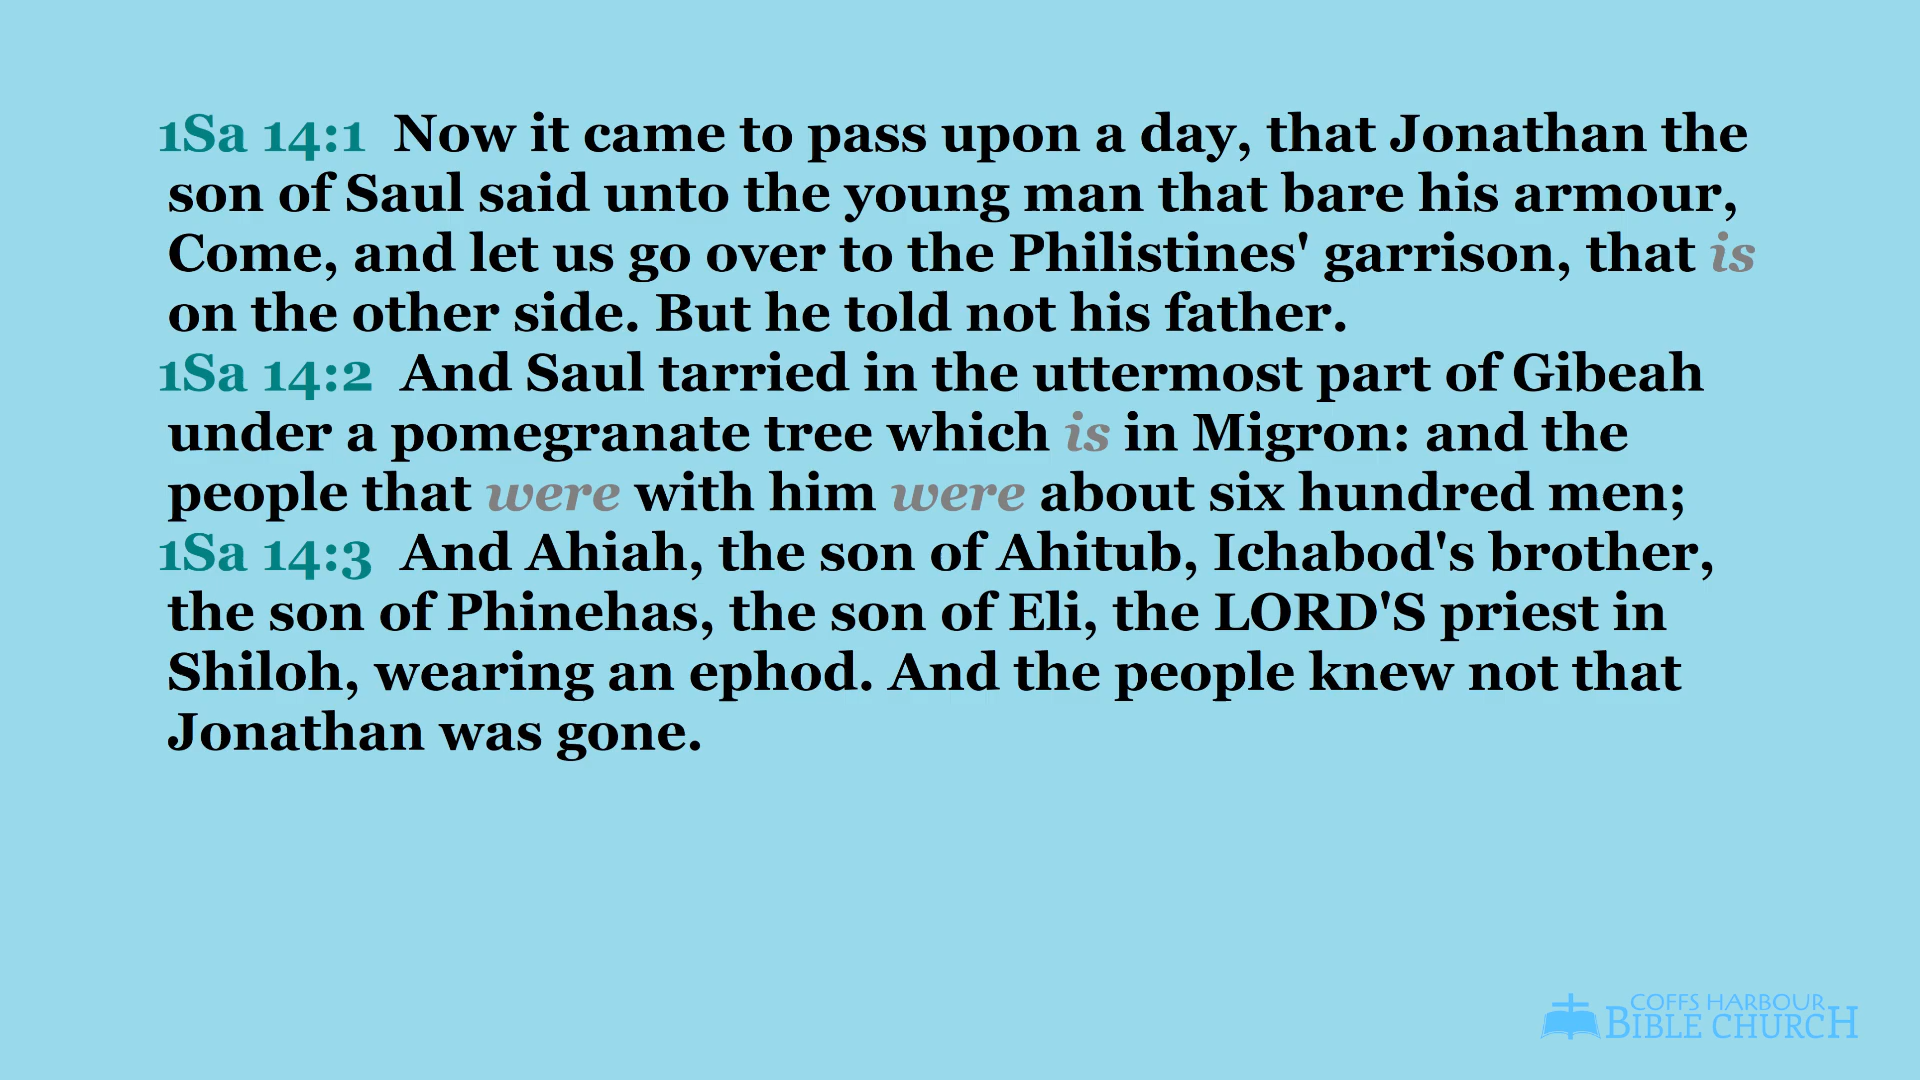 1Sa 14:1 Now it came to pass upon a day, that Jonathan the
son of Saul said unto the young man that bare his armour,
Come, and let us go over to the Philistines' garrison, that is
on the other side. But he told not his father.
1Sa 14:2 And Saul tarried in the uttermost part of Gibeah
under a pomegranate tree which is in Migron: and the
people that were with him were about six hundred men;
1Sa 14:3 And Ahiah, the son of Ahitub, Ichabod's brother,
the son of Phinehas, the son of Eli, the LORD'S priest in
Shiloh, wearing an ephod. And the people knew not that
Jonathan was gone.
COFFS HARBOUR
BIBLE CHURCH